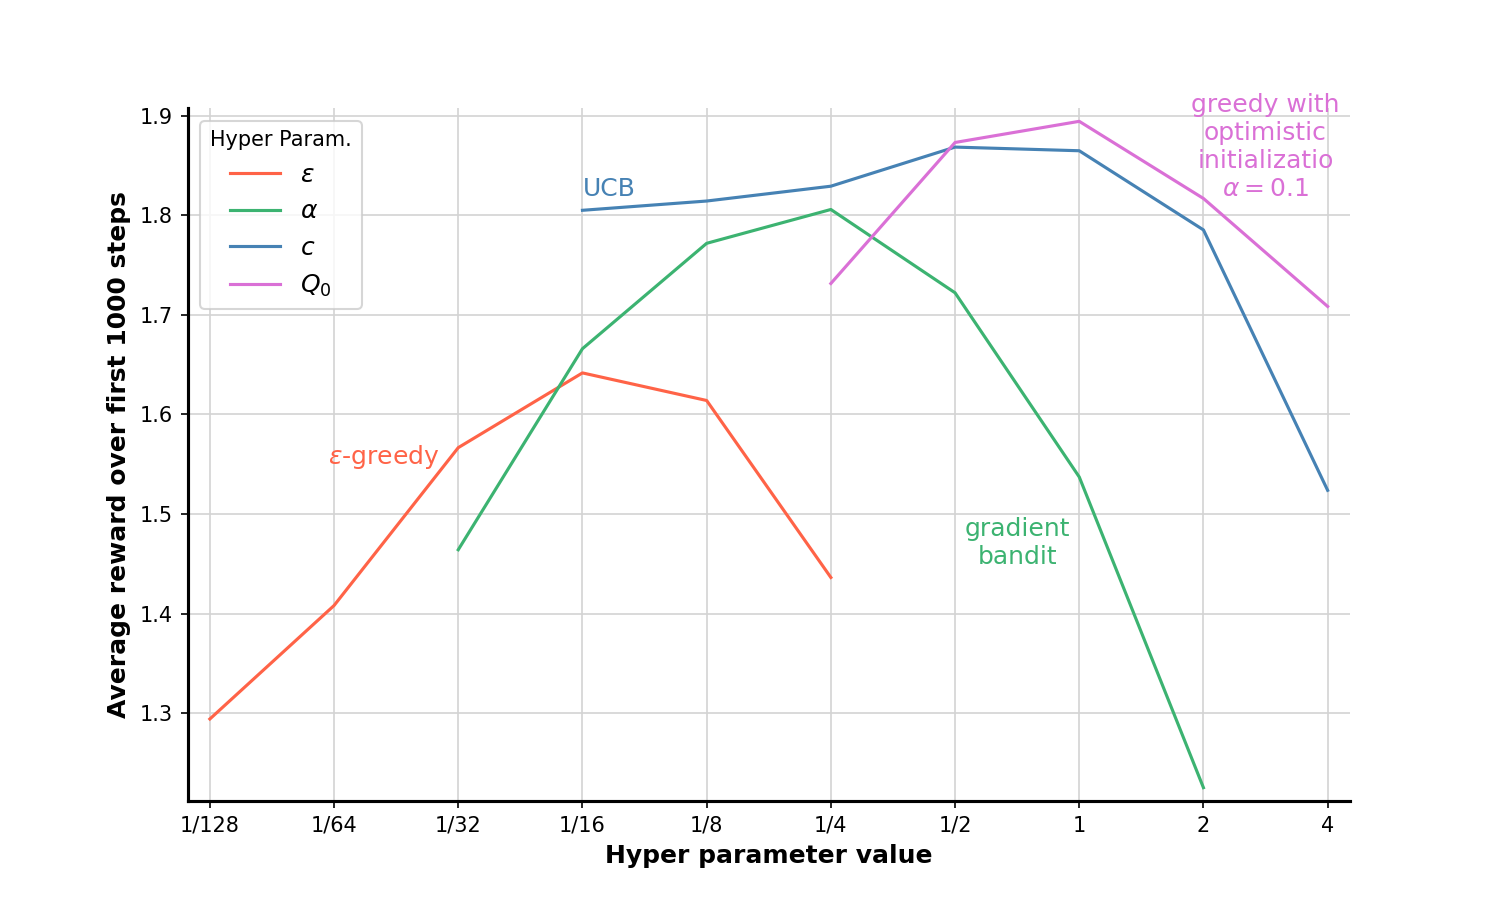 greedy with
optimistic
initializatio
α = 0.1
1.9
1.8
1.7
1.6
1.5
1.4
1.3
Average reward over first 1000 steps
Hyper Param.
ε
α
c
Q₀
UCB
ε-greedy
gradient
bandit
1/128 1/64 1/32 1/16 1/8 1/4 1/2 1 2 4
Hyper parameter value